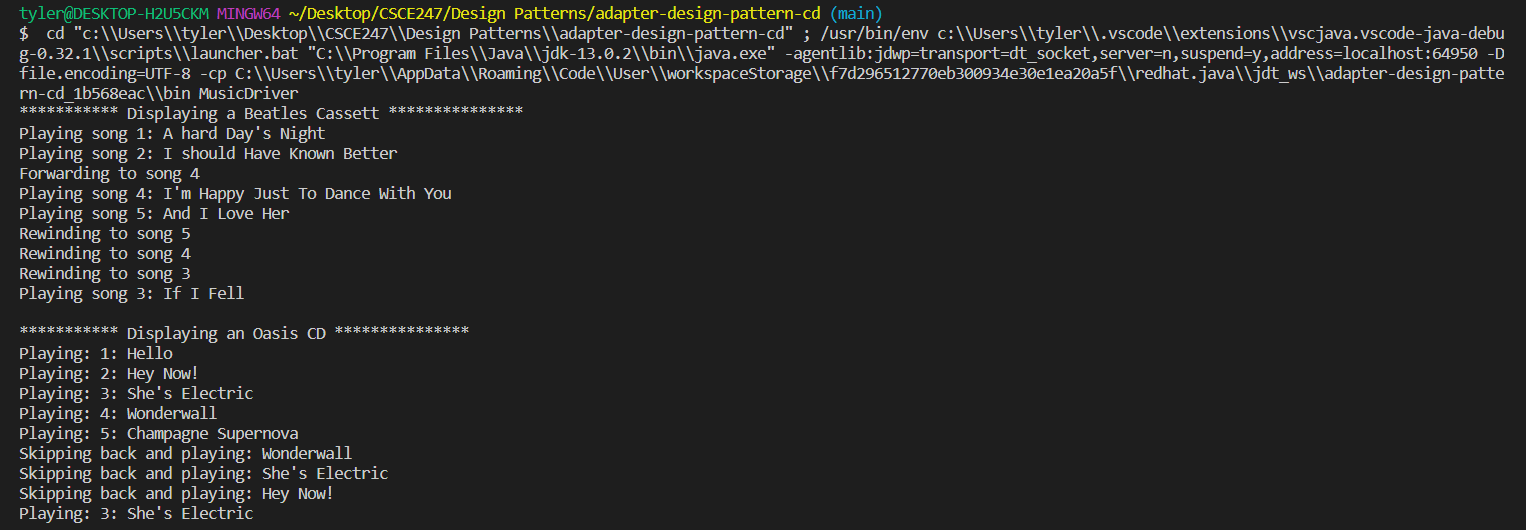 tyler@DESKTOP-H2U5CKM MINGW64 ~/Desktop/CSCE247/Design Patterns/adapter-design-pattern-cd (main)
$  cd "c:\\Users\\tyler\\Desktop\\CSCE247\\Design Patterns\\adapter-design-pattern-cd" ; /usr/bin/env c:\\Users\\tyler\\.vscode\\extensions\\vscjava.vscode-java-debu
g-0.32.1\\scripts\\launcher.bat "C:\\Program Files\\Java\\jdk-13.0.2\\bin\\java.exe" -agentlib:jdwp=transport=dt_socket,server=n,suspend=y,address=localhost:64950 -D
file.encoding=UTF-8 -cp C:\\Users\\tyler\\AppData\\Roaming\\Code\\User\\workspaceStorage\\f7d296512770eb300934e30e1ea20a5f\\redhat.java\\jdt_ws\\adapter-design-patte
rn-cd_1b568eac\\bin MusicDriver
*********** Displaying a Beatles Cassett ***************
Playing song 1: A hard Day's Night
Playing song 2: I should Have Known Better
Forwarding to song 4
Playing song 4: I'm Happy Just To Dance With You
Playing song 5: And I Love Her
Rewinding to song 5
Rewinding to song 4
Rewinding to song 3
Playing song 3: If I Fell

*********** Displaying an Oasis CD ***************
Playing: 1: Hello
Playing: 2: Hey Now!
Playing: 3: She's Electric
Playing: 4: Wonderwall
Playing: 5: Champagne Supernova
Skipping back and playing: Wonderwall
Skipping back and playing: She's Electric
Skipping back and playing: Hey Now!
Playing: 3: She's Electric